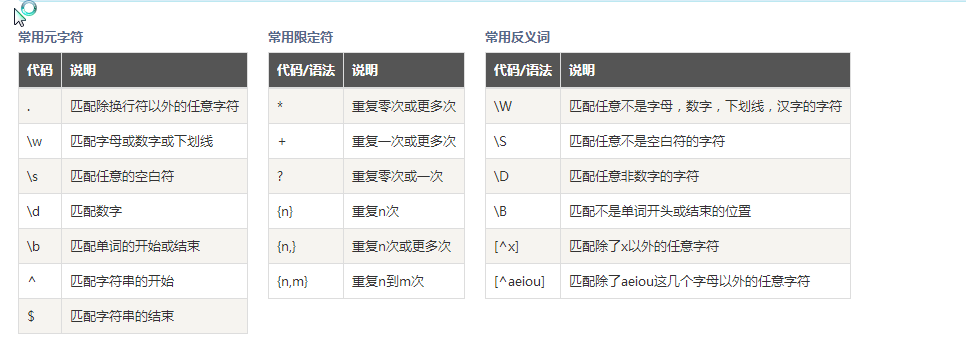 常用元字符
代码 说明
. 匹配除换行符以外的任意字符
\w 匹配字母或数字或下划线
\s 匹配任意的空白符
\d 匹配数字
\b 匹配单词的开始或结束
^ 匹配字符串的开始
$ 匹配字符串的结束
常用限定符
代码/语法 说明
* 重复零次或更多次
+ 重复一次或更多次
? 重复零次或一次
{n} 重复n次
{n,} 重复n次或更多次
{n,m} 重复n到m次
常用反义词
代码/语法 说明
\W 匹配任意不是字母，数字，下划线，汉字的字符
\S 匹配任意不是空白符的字符
\D 匹配任意非数字的字符
\B 匹配不是单词开头或结束的位置
[^x] 匹配除了x以外的任意字符
[^aeiou] 匹配除了aeiou这几个字母以外的任意字符